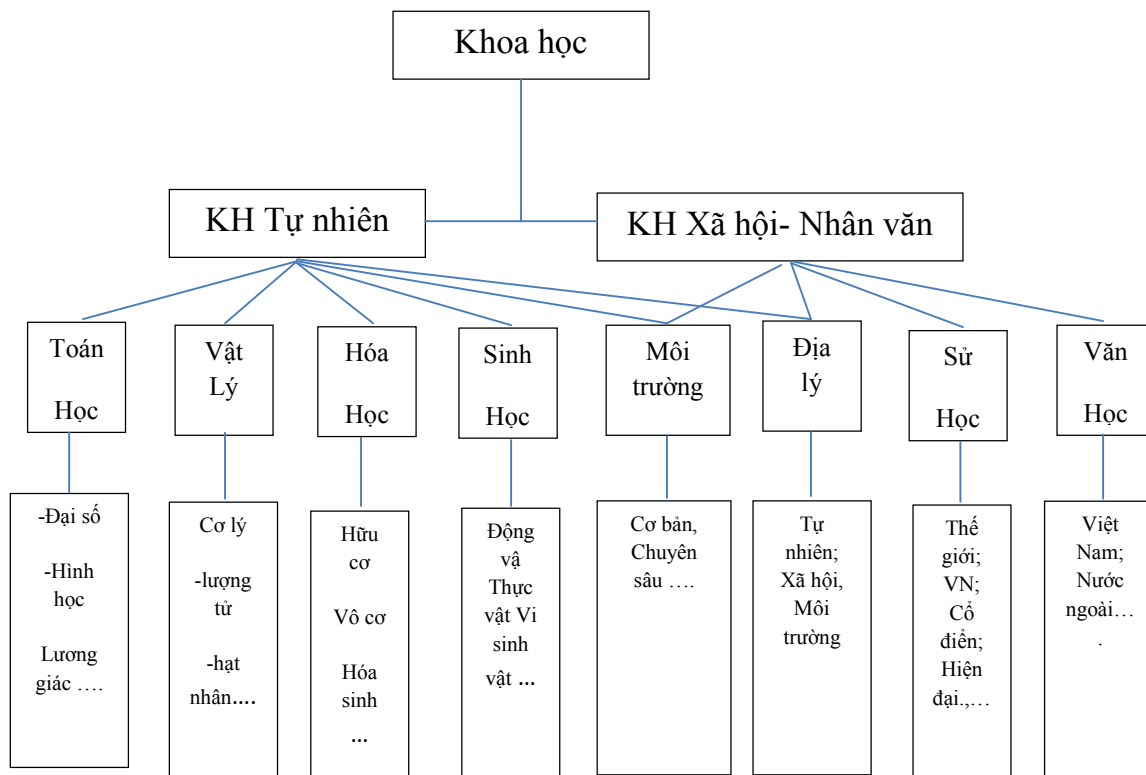 Khoa học
KH Tự nhiên
KH Xã hội- Nhân văn
Toán
Học
Vật
Lý
Hóa
Học
Sinh
Học
Môi
trường
Địa
lý
Sử
Học
Văn
Học
-Đại số
-Hình
học
Lương
giác ….
Cơ lý
-lượng
tử
-hạt
nhân....
Hữu
cơ
Vô cơ
Hóa
sinh
...
Động
vậ
Thực
vật Vi
sinh
vật ...
Cơ bản,
Chuyên
sâu ….
Tự
nhiên;
Xã hội,
Môi
trường
Thế
giới;
VN;
Cổ
điển;
Hiện
đại.,…
Việt
Nam;
Nước
ngoài…
.